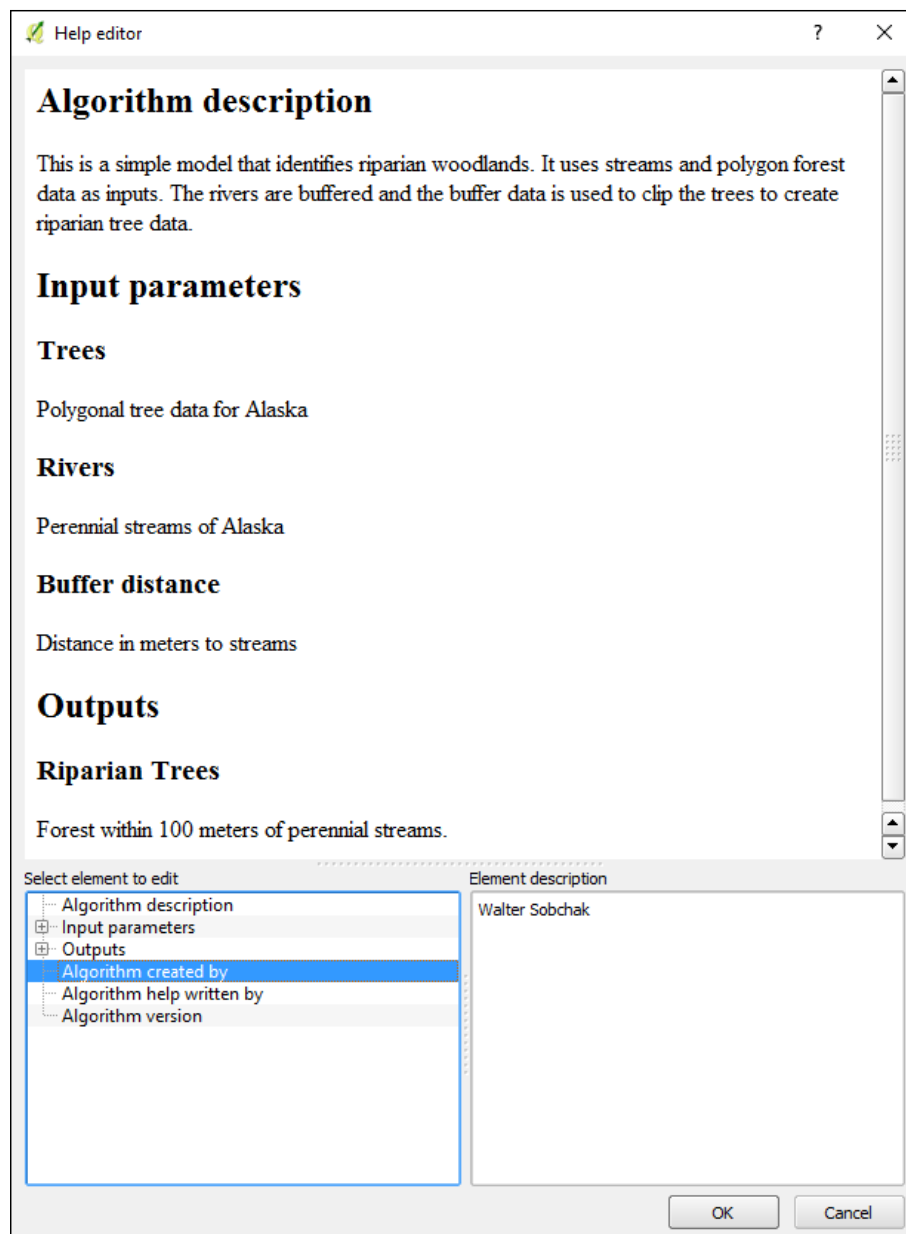 Help editor
?
Algorithm description
This is a simple model that identifies riparian woodlands. It uses streams and polygon forest
data as inputs. The rivers are buffered and the buffer data is used to clip the trees to create
riparian tree data.
Input parameters
Trees
Polygonal tree data for Alaska
Rivers
Perennial streams of Alaska
Buffer distance
Distance in meters to streams
Outputs
Riparian Trees
Forest within 100 meters of perennial streams.
Select element to edit
Algorithm description
Input parameters
Outputs
Algorithm created by
Algorithm help written by
Algorithm version
Element description
Walter Sobchak
OK
Cancel